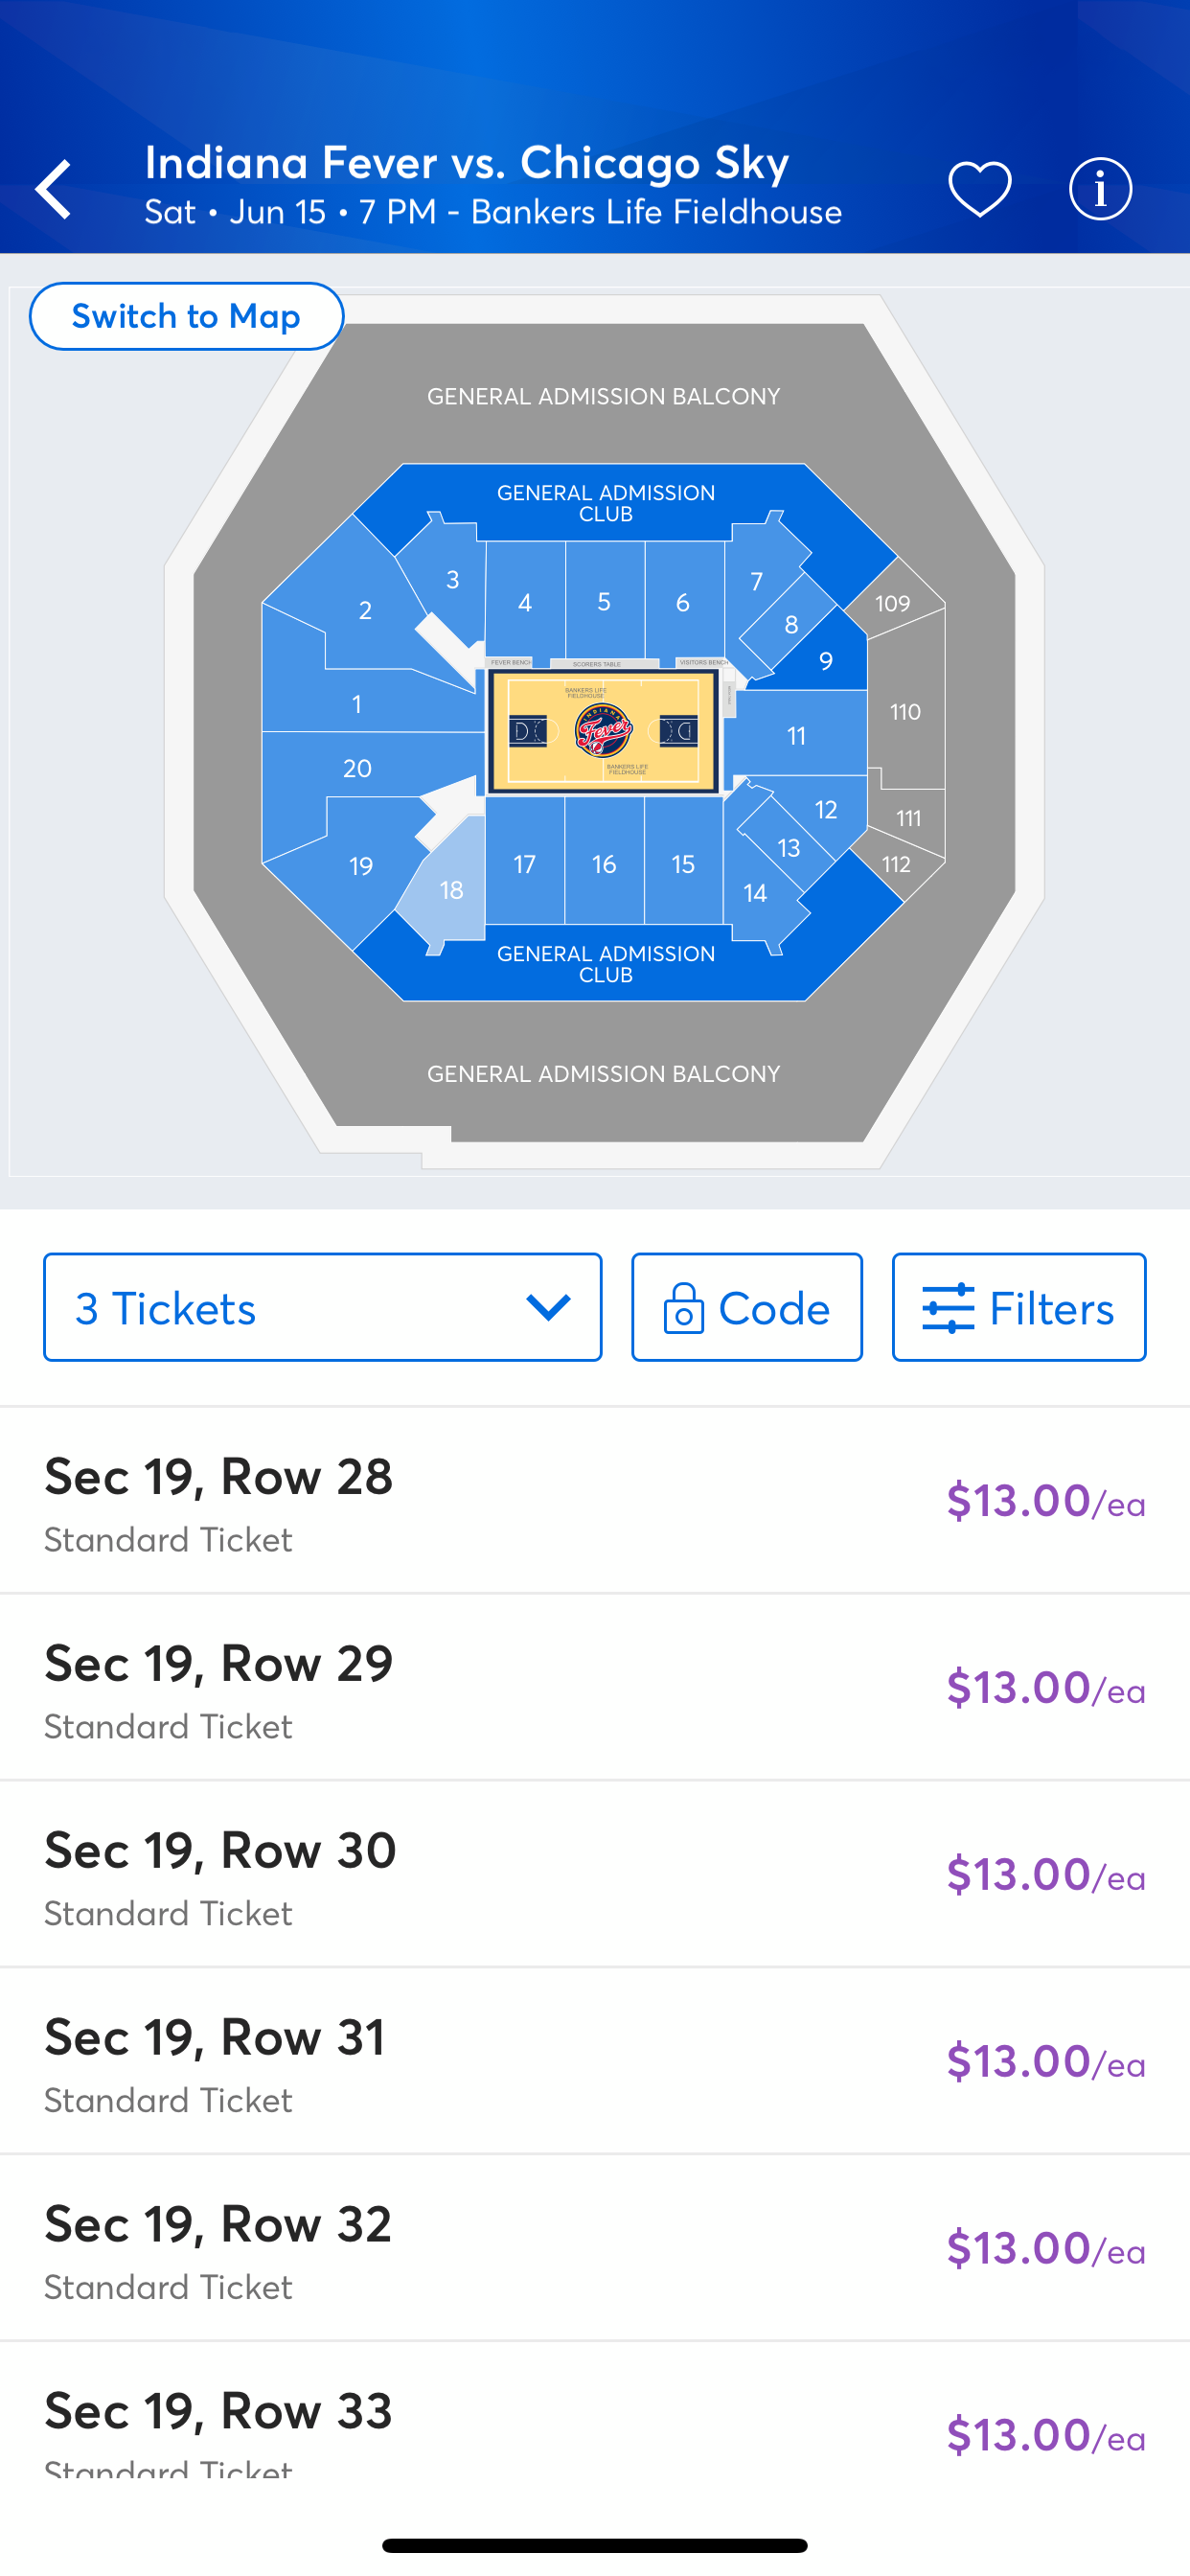 Indiana Fever vs. Chicago Sky
Sat • Jun 15 • 7 PM - Bankers Life Fieldhouse
Switch to Map
GENERAL ADMISSION BALCONY
GENERAL ADMISSION
CLUB
3
4
5
6
7
109
2
8
9
FEVER BENCH
SCORERS TABLE
VISITORS BENCH
BANKERS LIFE
FIELDHOUSE
1
INDIANA
Fever
11
110
20
BANKERS LIFE
FIELDHOUSE
12
111
19
18
17
16
15
13
14
112
GENERAL ADMISSION
CLUB
GENERAL ADMISSION BALCONY
3 Tickets
Code
Filters
Sec 19, Row 28
$13.00/ea
Standard Ticket
Sec 19, Row 29
$13.00/ea
Standard Ticket
Sec 19, Row 30
$13.00/ea
Standard Ticket
Sec 19, Row 31
$13.00/ea
Standard Ticket
Sec 19, Row 32
$13.00/ea
Standard Ticket
Sec 19, Row 33
$13.00/ea
Standard Ticket